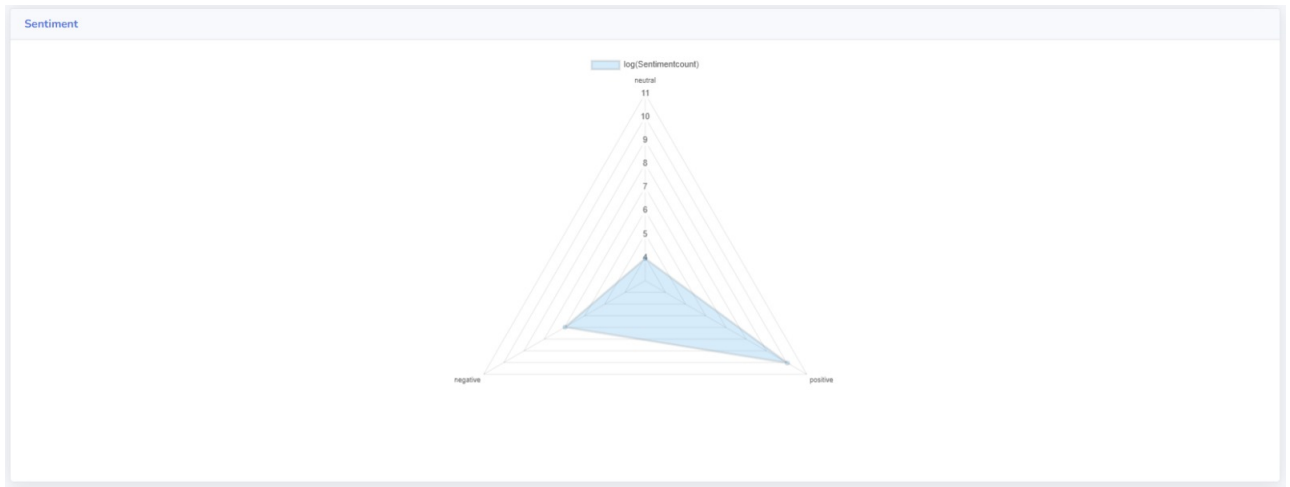 Sentiment
log(Sentimentcount)
neutral
11
10
9
8
7
6
5
4
negative
positive